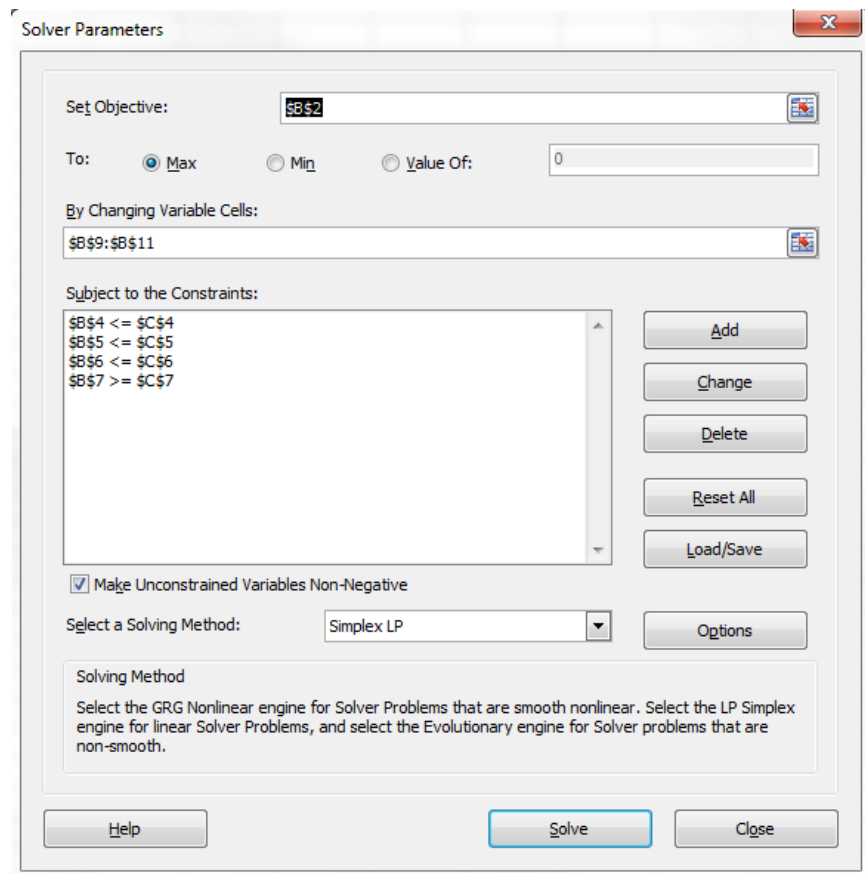 Solver Parameters
Set Objective: $B$2
To: Max Min Value Of: 0
By Changing Variable Cells:
$B$9:$B$11
Subject to the Constraints:
$B$4 <= $C$4
$B$5 <= $C$5
$B$6 <= $C$6
$B$7 >= $C$7
Add
Change
Delete
Reset All
Load/Save
Make Unconstrained Variables Non-Negative
Select a Solving Method: Simplex LP Options
Solving Method
Select the GRG Nonlinear engine for Solver Problems that are smooth nonlinear. Select the LP Simplex
engine for linear Solver Problems, and select the Evolutionary engine for Solver problems that are
non-smooth.
Help Solve Close